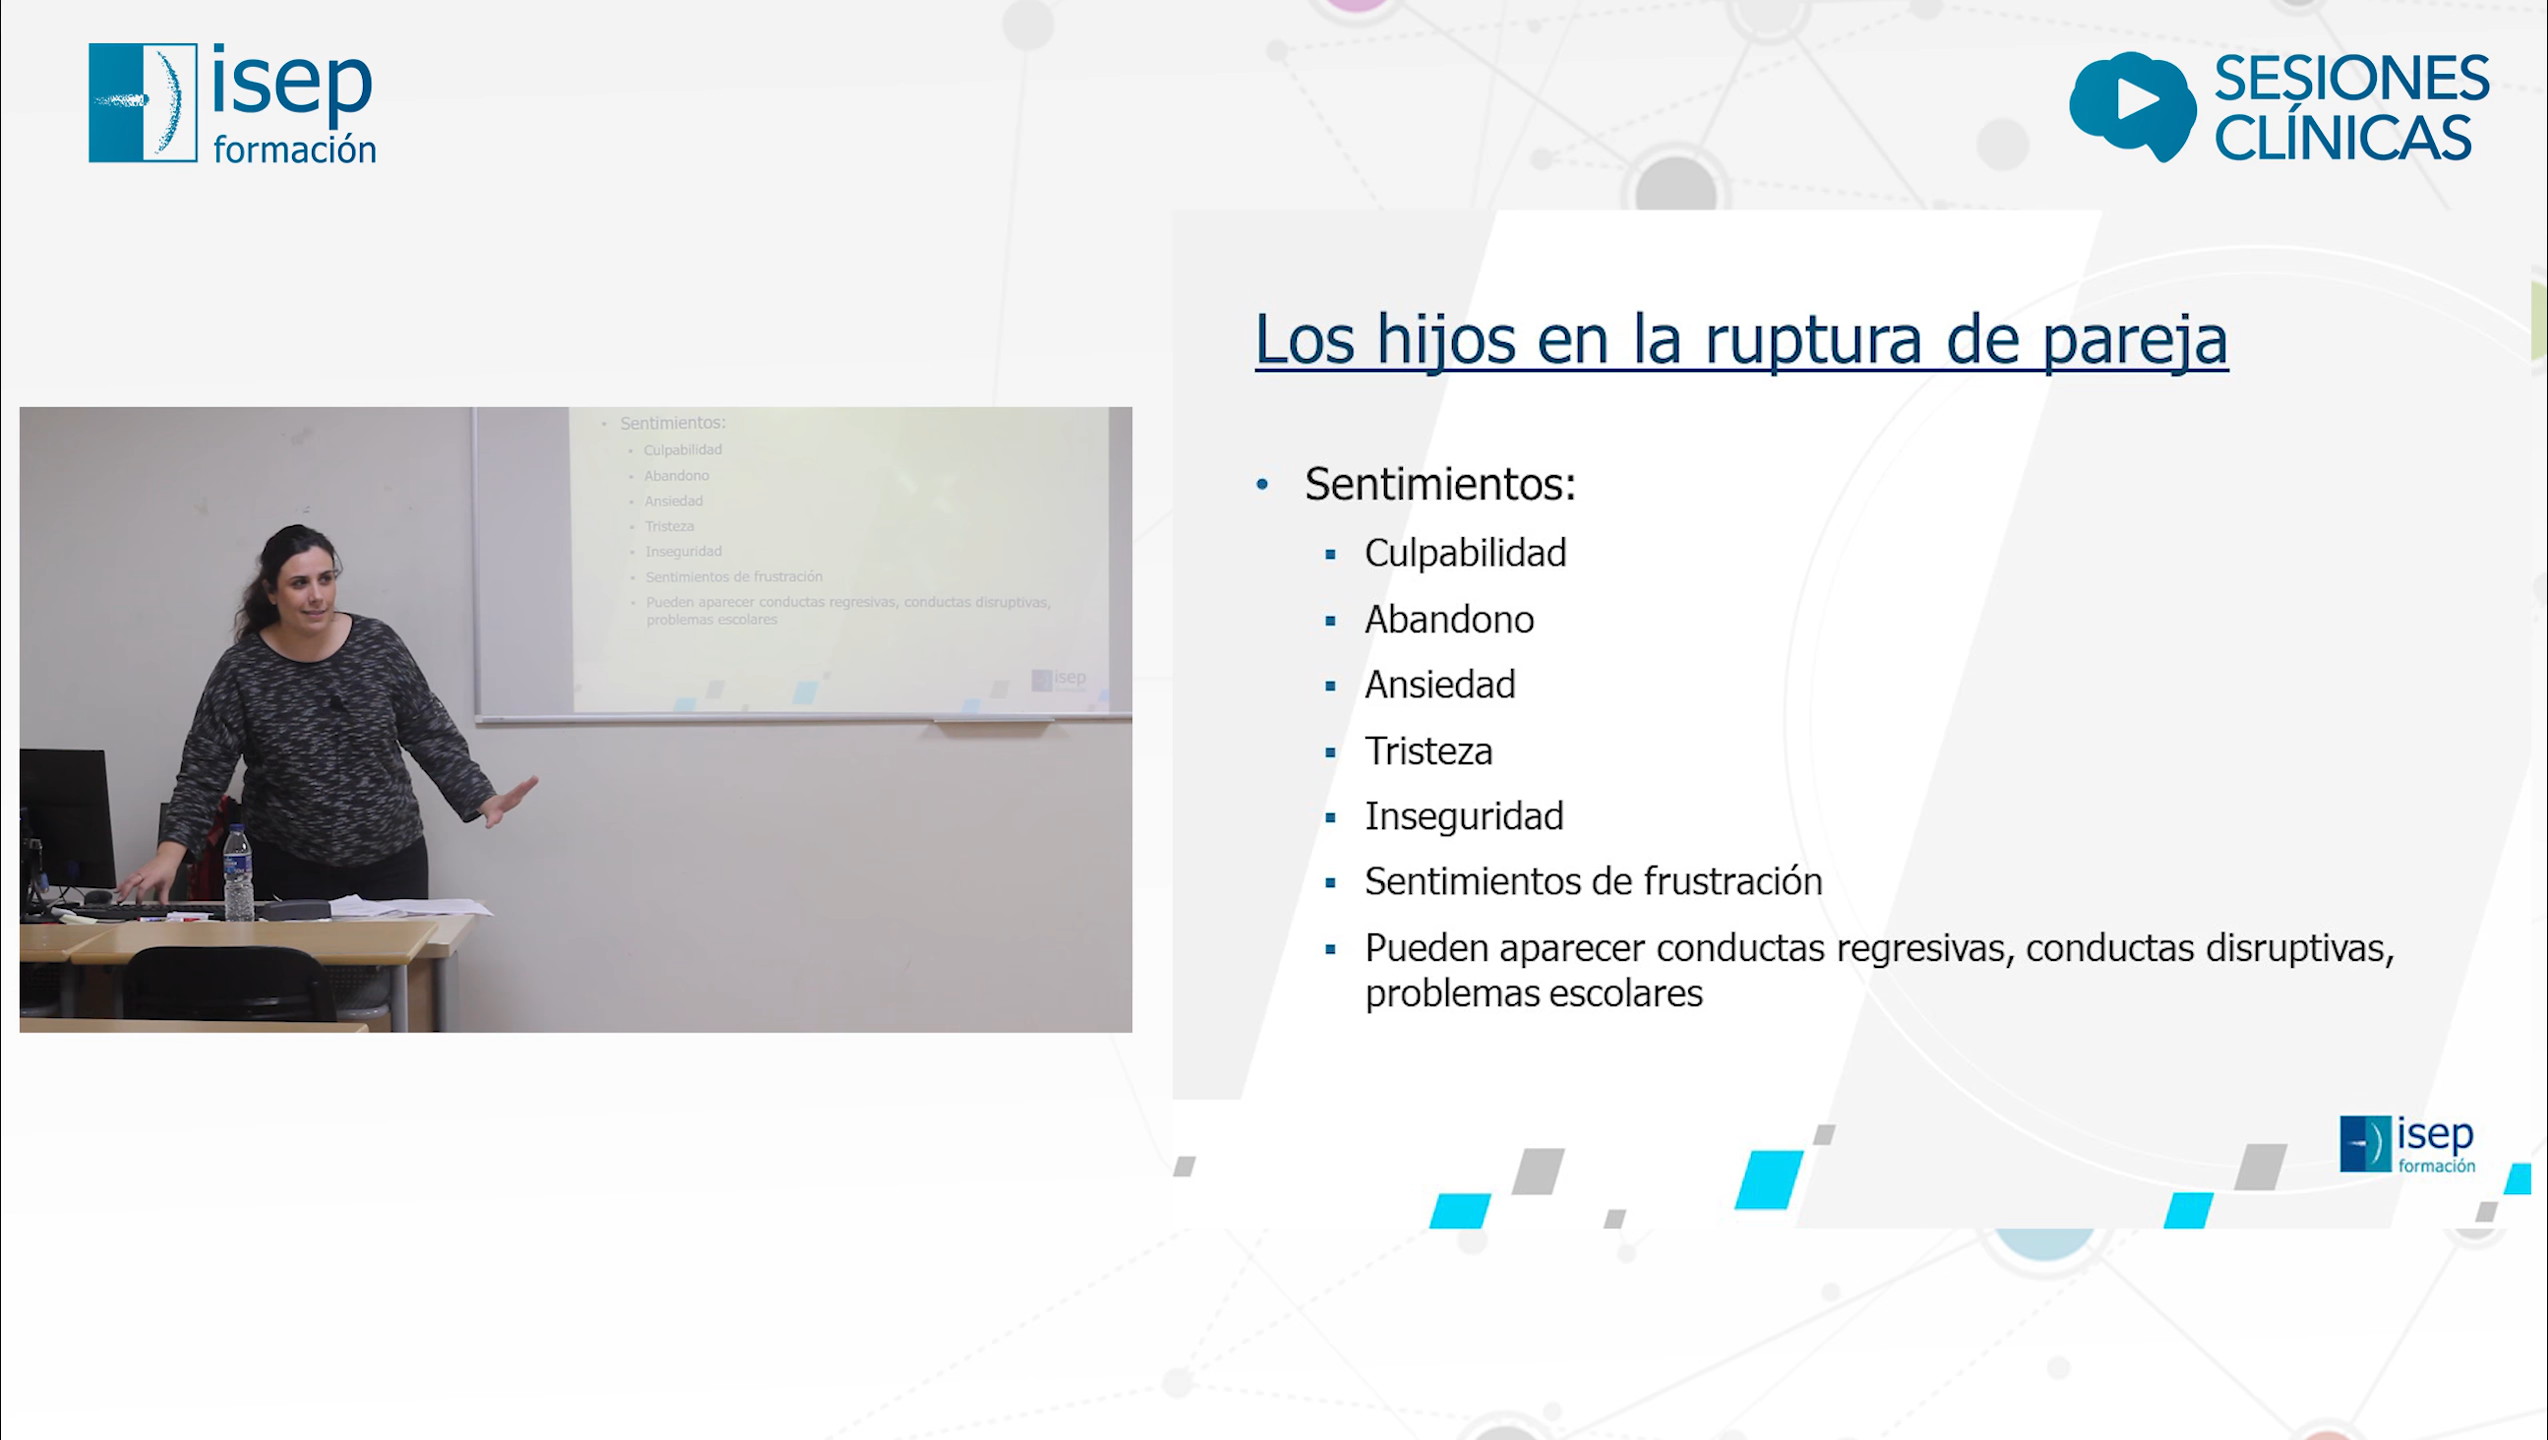 isep
formación
SESIONES
CLÍNICAS
Sentimientos:
Culpabilidad
Abandono
Ansiedad
Tristeza
Inseguridad
Sentimientos de frustración
Pueden aparecer conductas regresivas, conductas disruptivas,
problemas escolares
isep
Los hijos en la ruptura de pareja
• Sentimientos:
▪ Culpabilidad
▪ Abandono
▪ Ansiedad
▪ Tristeza
▪ Inseguridad
▪ Sentimientos de frustración
▪ Pueden aparecer conductas regresivas, conductas disruptivas,
problemas escolares
isep
formación